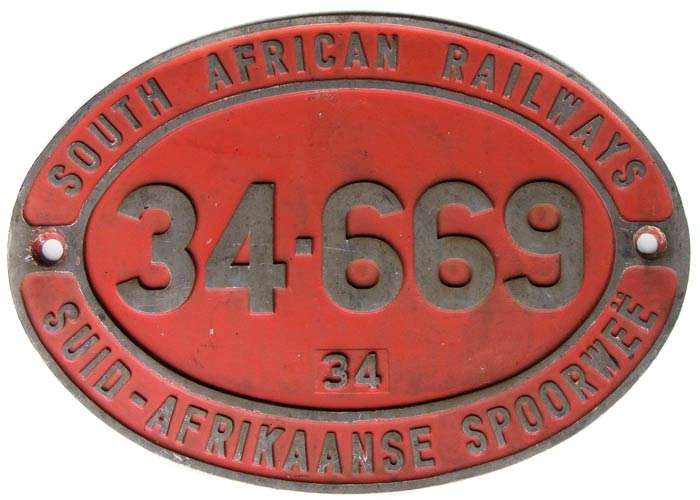 SOUTH AFRICAN RAILWAYS
34-669
34
SUID-AFRIKAANSE SPOORWEË